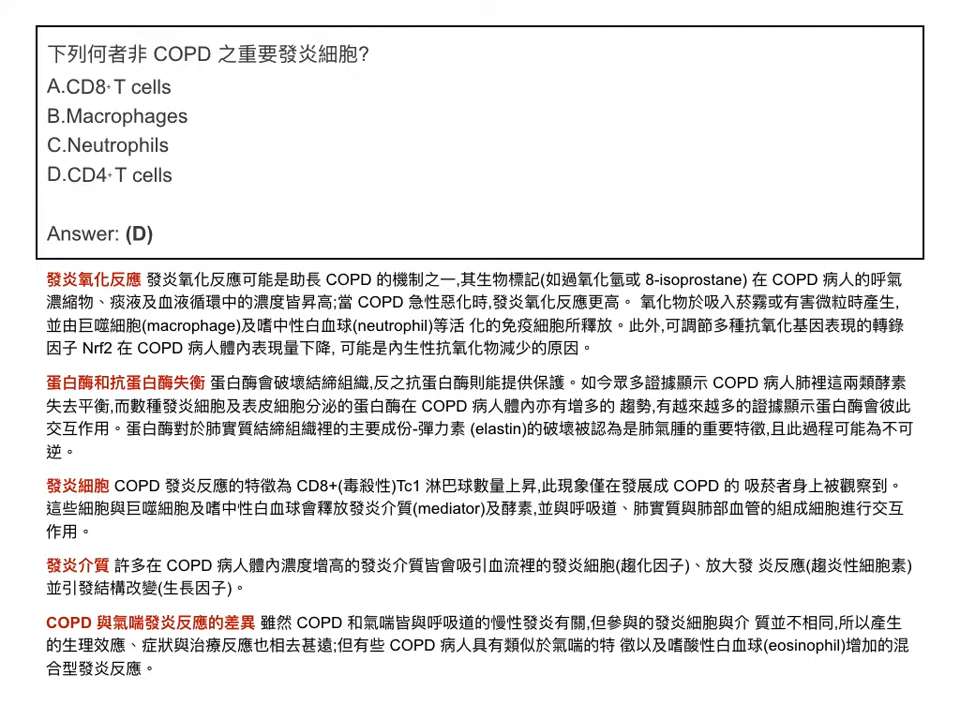 下列何者非 COPD 之重要發炎細胞?
A.CD8+ T cells
B.Macrophages
C.Neutrophils
D.CD4+ T cells
Answer: (D)
發炎氧化反應 發炎氧化反應可能是助長 COPD 的機制之一,其生物標記(如過氧化氫或 8-isoprostane) 在 COPD 病人的呼氣
濃縮物、痰液及血液循環中的濃度皆昇高;當 COPD 急性惡化時,發炎氧化反應更高。 氧化物於吸入菸霧或有害微粒時產生,
並由巨噬細胞(macrophage)及嗜中性白血球(neutrophil)等活 化的免疫細胞所釋放。此外,可調節多種抗氧化基因表現的轉錄
因子 Nrf2 在 COPD 病人體內表現量下降, 可能是內生性抗氧化物減少的原因。
蛋白酶和抗蛋白酶失衡 蛋白酶會破壞結締組織,反之抗蛋白酶則能提供保護。如今眾多證據顯示 COPD 病人肺裡這兩類酵素
失去平衡,而數種發炎細胞及表皮細胞分泌的蛋白酶在 COPD 病人體內亦有增多的 趨勢,有越來越多的證據顯示蛋白酶會彼此
交互作用。蛋白酶對於肺實質結締組織裡的主要成份-彈力素 (elastin)的破壞被認為是肺氣腫的重要特徵,且此過程可能為不可
逆。
發炎細胞 COPD 發炎反應的特徵為 CD8+(毒殺性)Tc1 淋巴球數量上昇,此現象僅在發展成 COPD 的 吸菸者身上被觀察到。
這些細胞與巨噬細胞及嗜中性白血球會釋放發炎介質(mediator)及酵素,並與呼吸道、肺實質與肺部血管的組成細胞進行交互
作用。
發炎介質 許多在 COPD 病人體內濃度增高的發炎介質皆會吸引血流裡的發炎細胞(趨化因子)、放大發 炎反應(趨炎性細胞素)
並引發結構改變(生長因子)。
COPD 與氣喘發炎反應的差異 雖然 COPD 和氣喘皆與呼吸道的慢性發炎有關,但參與的發炎細胞與介 質並不相同,所以產生
的生理效應、症狀與治療反應也相去甚遠;但有些 COPD 病人具有類似於氣喘的特 徵以及嗜酸性白血球(eosinophil)增加的混
合型發炎反應。